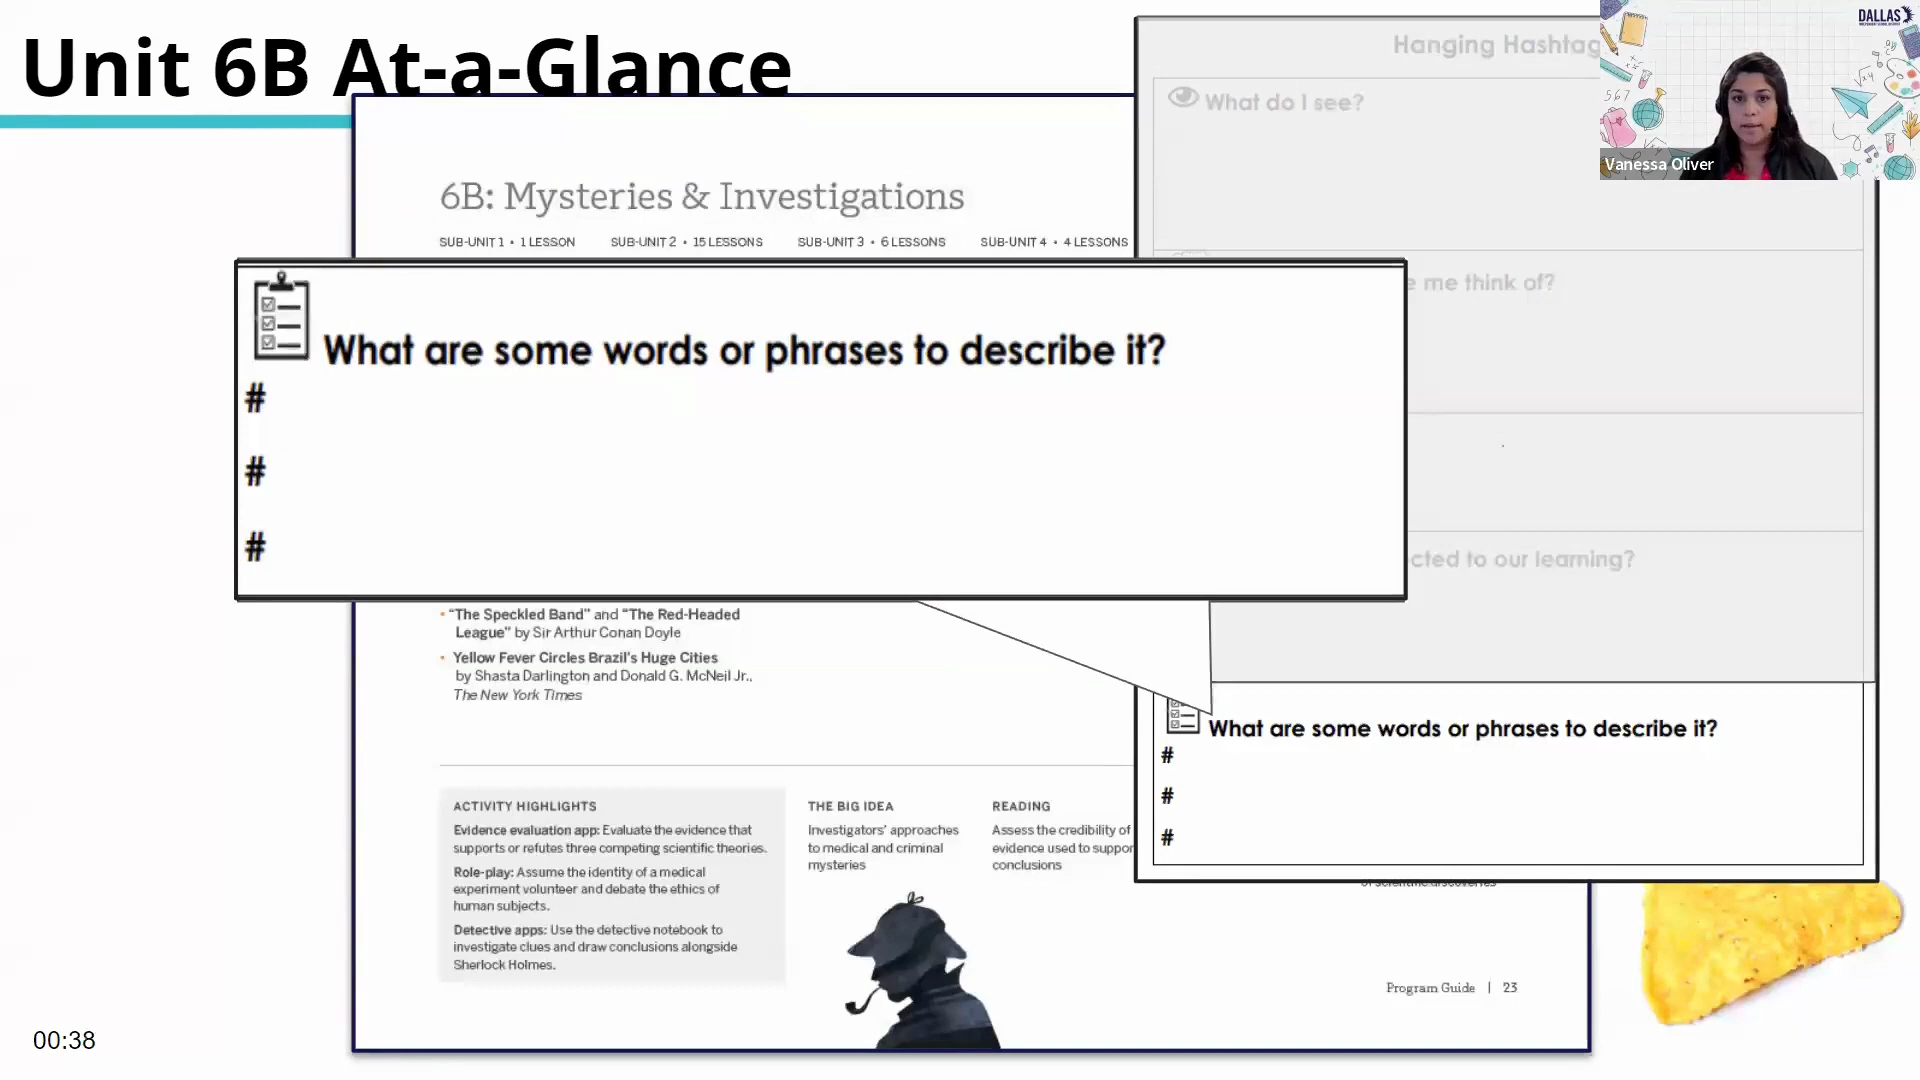 Unit 6B At-a-Glance
Hanging Hashtag
What do I see?
DALLAS
567
Vanessa Oliver
6B: Mysteries & Investigations
SUB-UNIT 1 • 1 LESSON SUB-UNIT 2 • 15 LESSONS SUB-UNIT 3 • 6 LESSONS SUB-UNIT 4 • 4 LESSONS
me think of?
What are some words or phrases to describe it?
#
#
#
cted to our learning?
• “The Speckled Band” and “The Red-Headed
League” by Sir Arthur Conan Doyle
• Yellow Fever Circles Brazil’s Huge Cities
by Shasta Darlington and Donald G. McNeil Jr.,
The New York Times
What are some words or phrases to describe it?
#
#
#
ACTIVITY HIGHLIGHTS
Evidence evaluation app: Evaluate the evidence that
supports or refutes three competing scientific theories.
Role-play: Assume the identity of a medical
experiment volunteer and debate the ethics of
human subjects.
Detective apps: Use the detective notebook to
investigate clues and draw conclusions alongside
Sherlock Holmes.
THE BIG IDEA
Investigators’ approaches
to medical and criminal
mysteries
READING
Assess the credibility of
evidence used to suppor
conclusions
Program Guide | 23
00:38